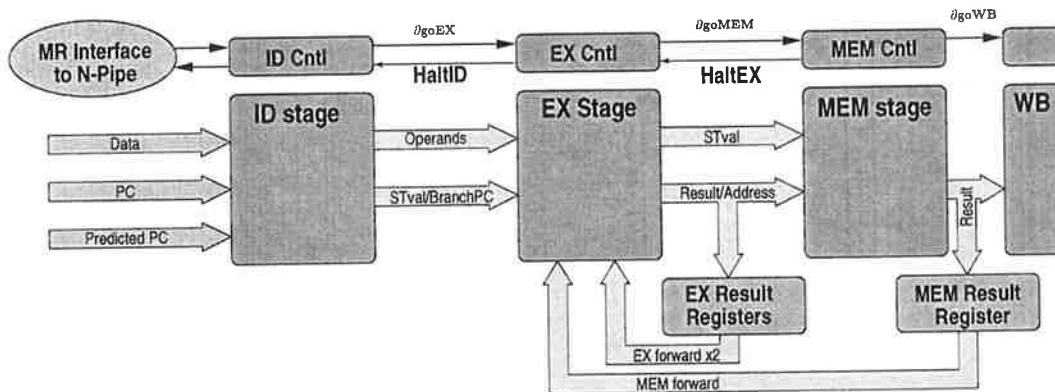 ∂goEX
∂goMEM
∂goWB
MR Interface
to N-Pipe
ID Cntl
EX Cntl
MEM Cntl
HaltID
HaltEX
ID stage
EX Stage
MEM stage
WB
Data
Operands
STval
PC
STval/BranchPC
Result/Address
Result
Predicted PC
EX Result
Registers
MEM Result
Register
EX forward x2
MEM forward